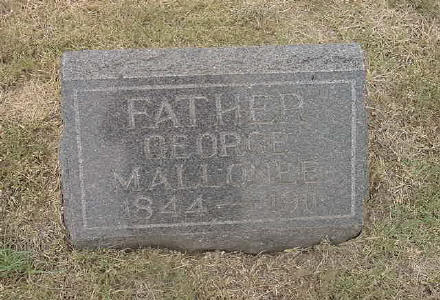 FATHER
GEORGE
MALLONEE
1844 –